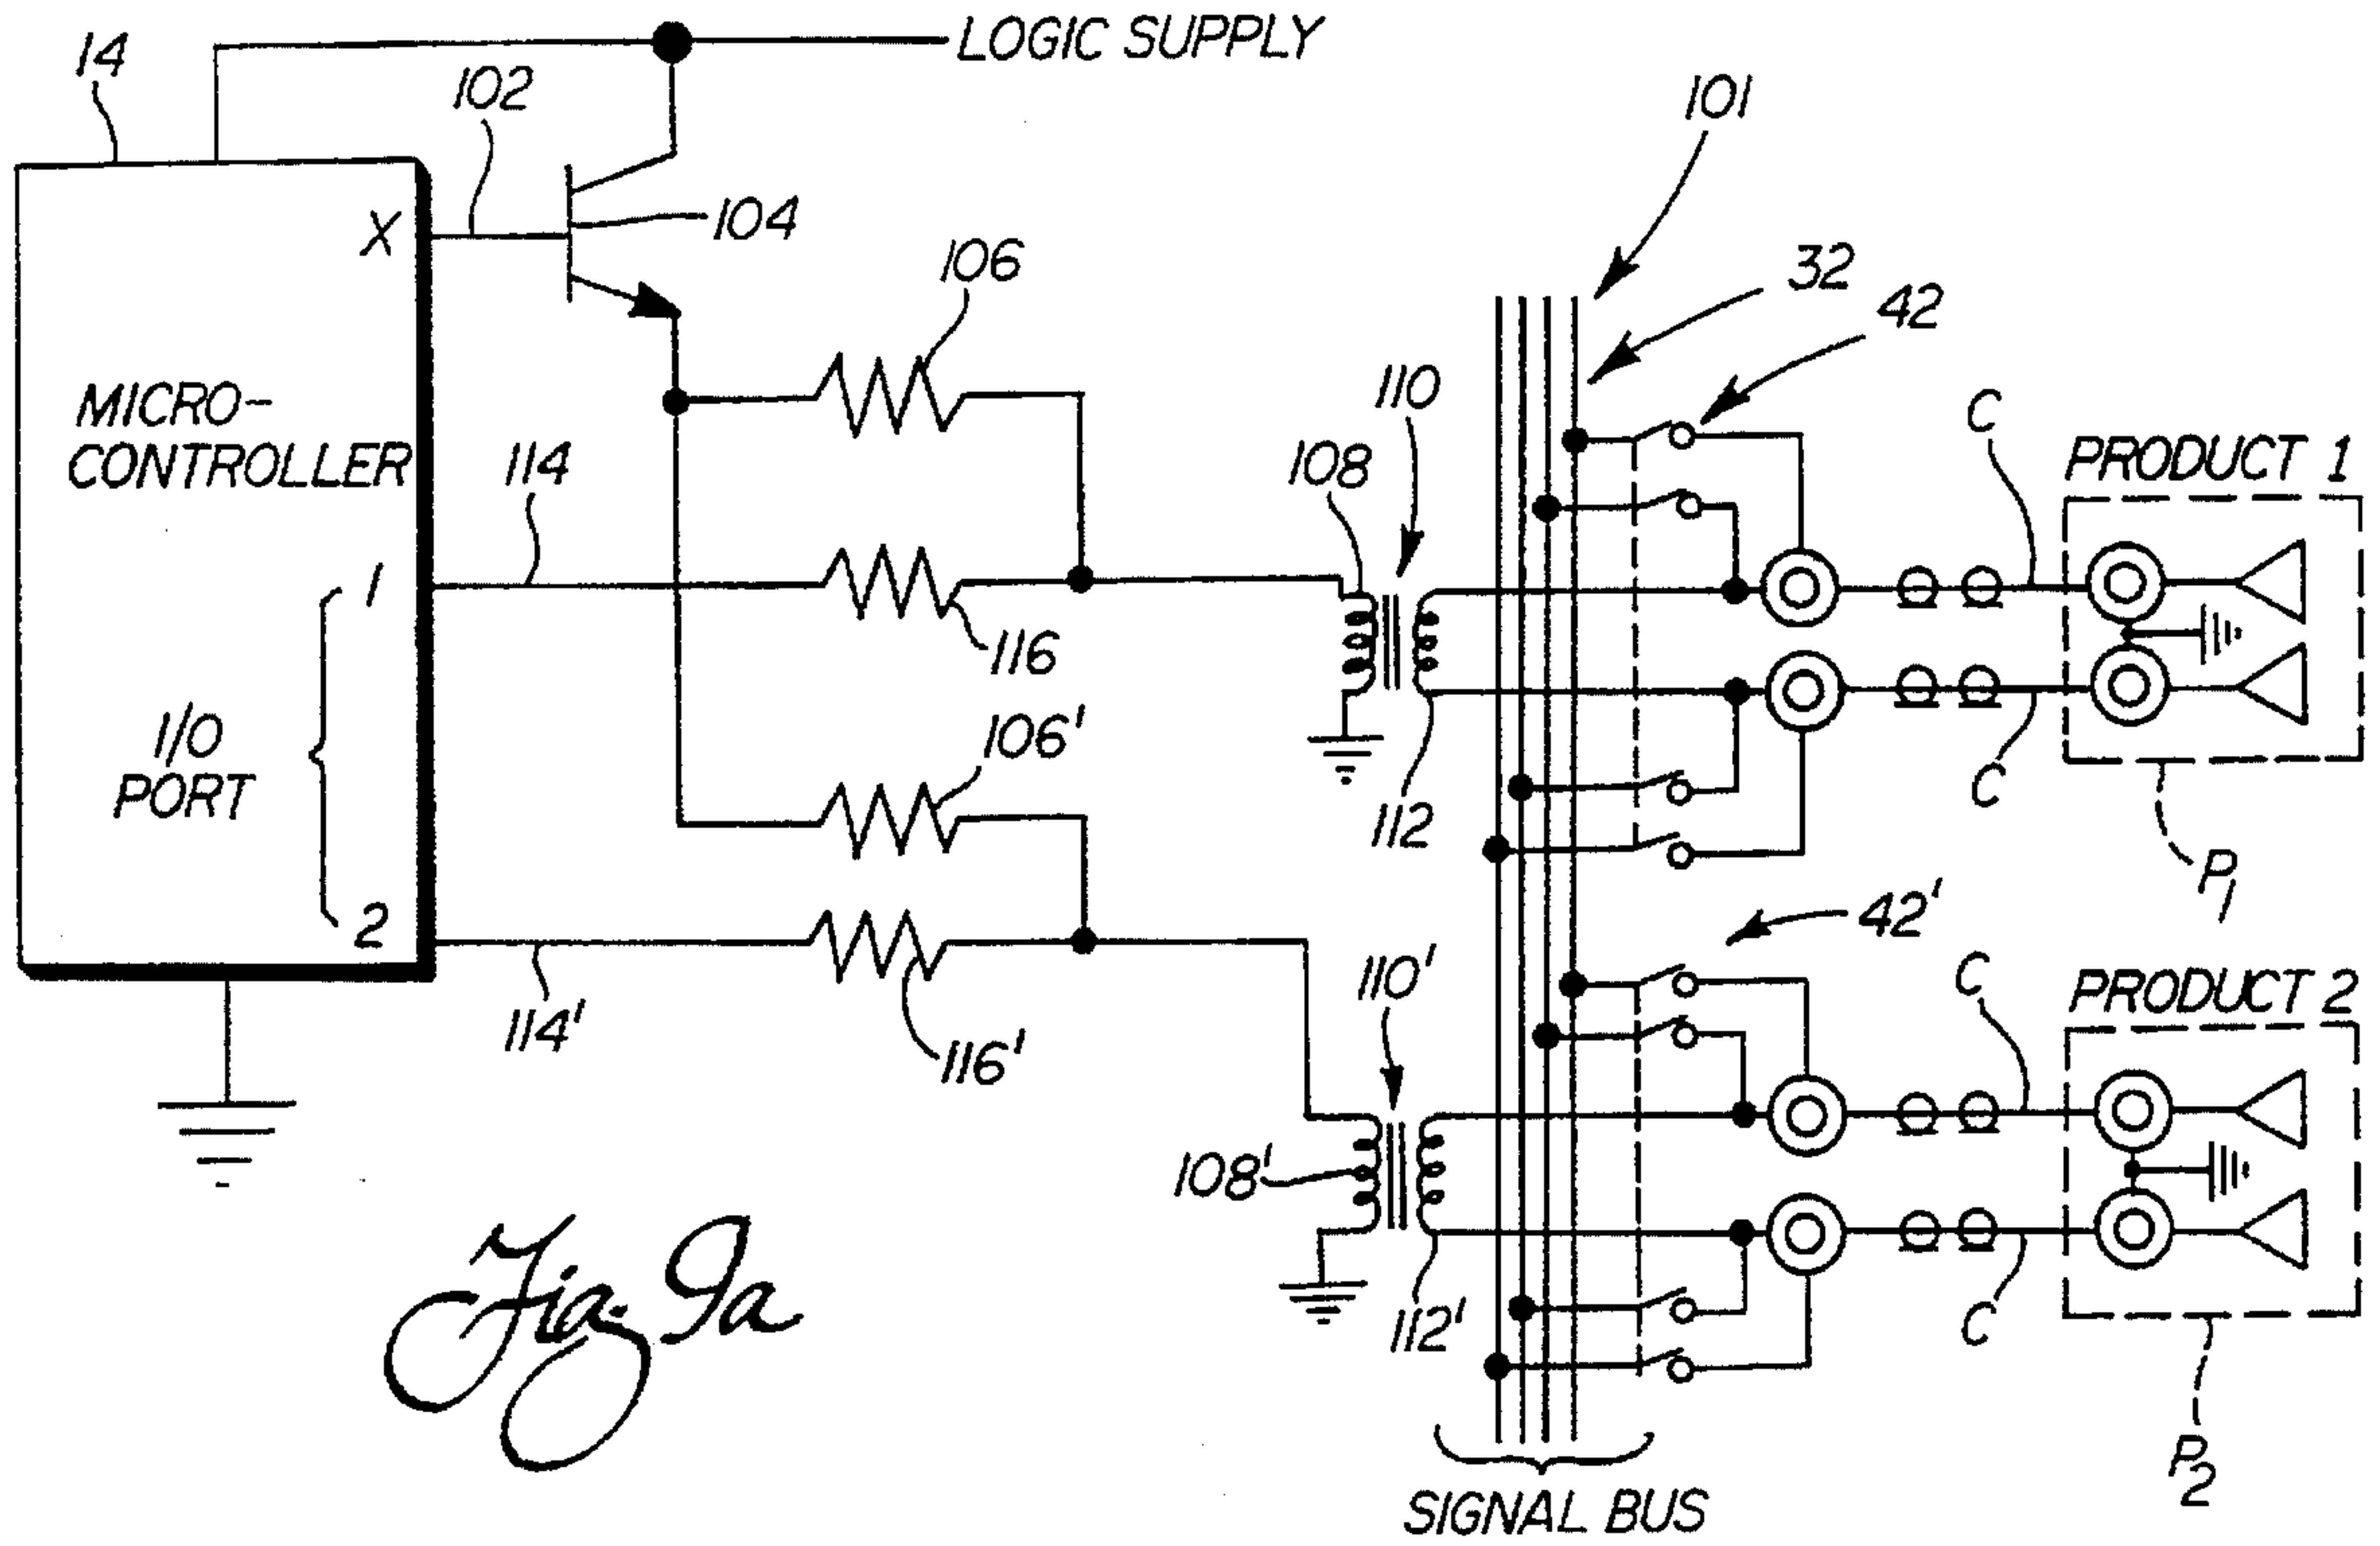 LOGIC SUPPLY
14
102
101
X
104
106
32
42
MICRO-
CONTROLLER
110
C
PRODUCT 1
108
114
1
116
I/O
PORT
106'
112
C
P1
42'
2
114'
116'
110'
C
PRODUCT 2
108'
112'
C
P2
Fig. 9a
SIGNAL BUS